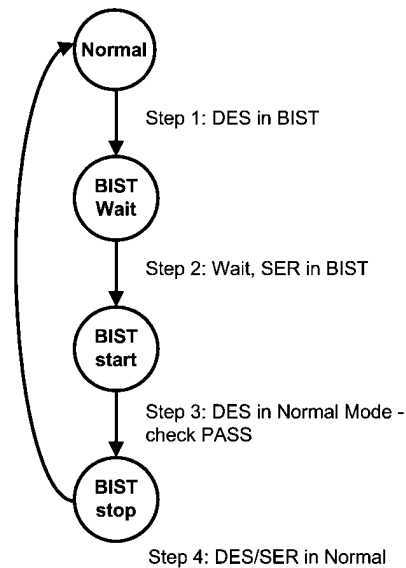 Normal
Step 1: DES in BIST
BIST
Wait
Step 2: Wait, SER in BIST
BIST
start
Step 3: DES in Normal Mode -
check PASS
BIST
stop
Step 4: DES/SER in Normal